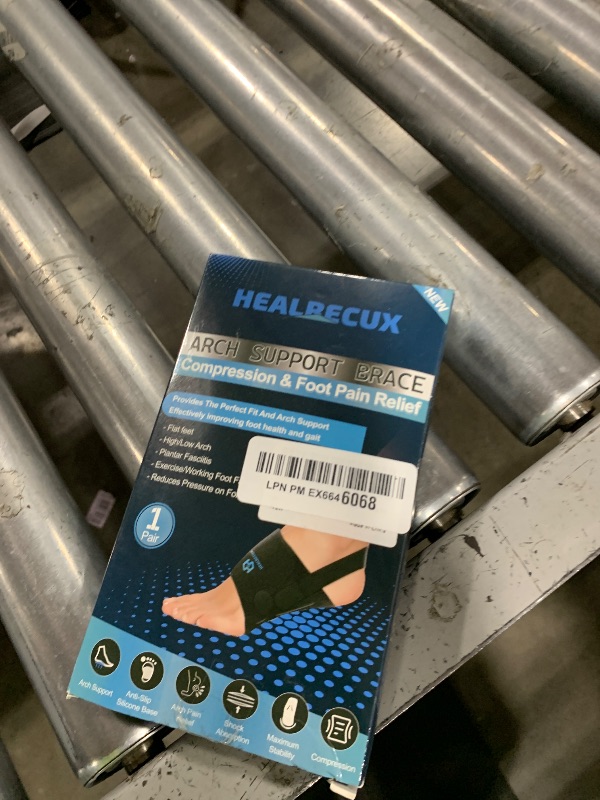 NEW
HEALRECUX
ARCH SUPPORT BRACE
Compression & Foot Pain Relief
Provides The Perfect Fit And Arch Support
Effectively improving foot health and gait
- Flat feet
- High/Low Arch
- Plantar Fasciitis
- Exercise/Working Foot
- Reduces Pressure on
LPN PM EX6646068
1
Pair
Arch Support
Anti-Slip
Silicone Base
Arch Pain
Relief
Shock
Absorption
Maximum
Stability
Compression